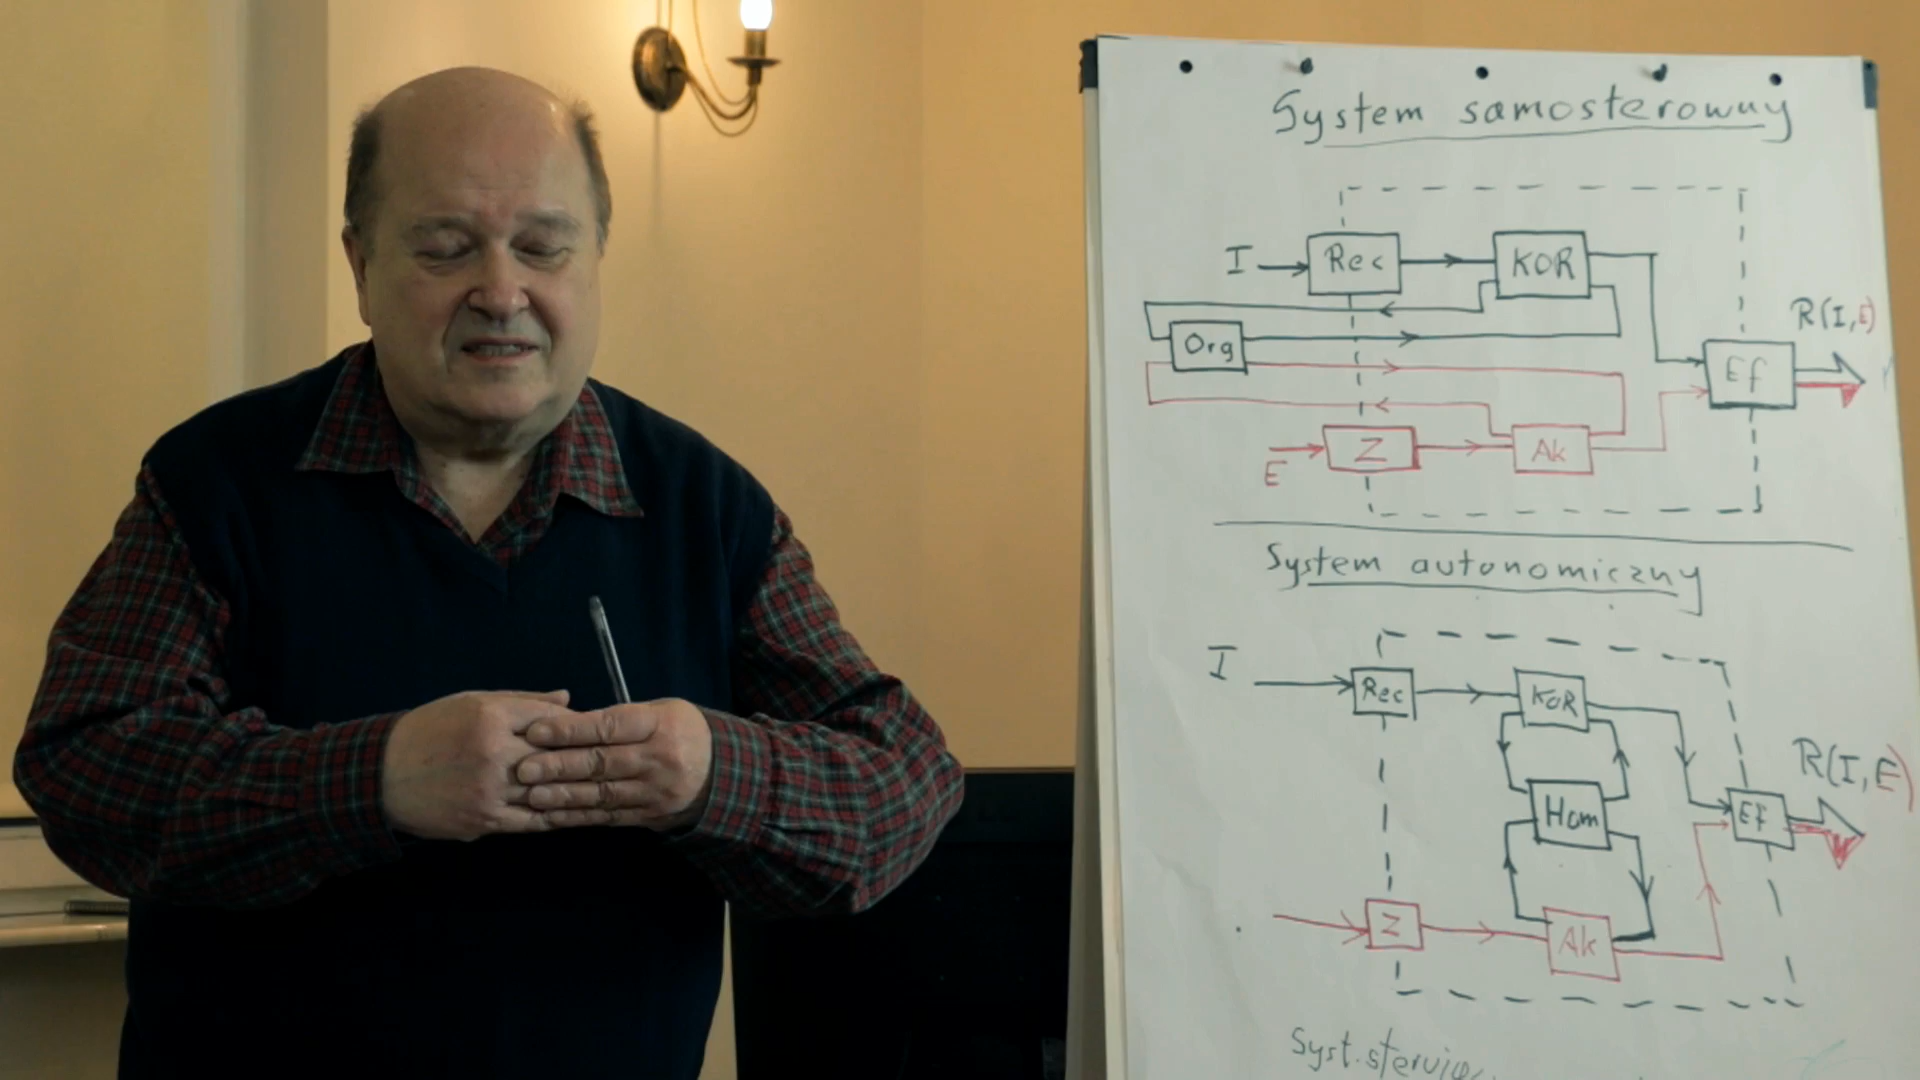 System samosterowny
I Rec KOR
R(I,E)
Org
Ef
Z Ak
E
System autonomiczny
I
Rec KOR
R(I,E)
Hom Ef
Z Ak